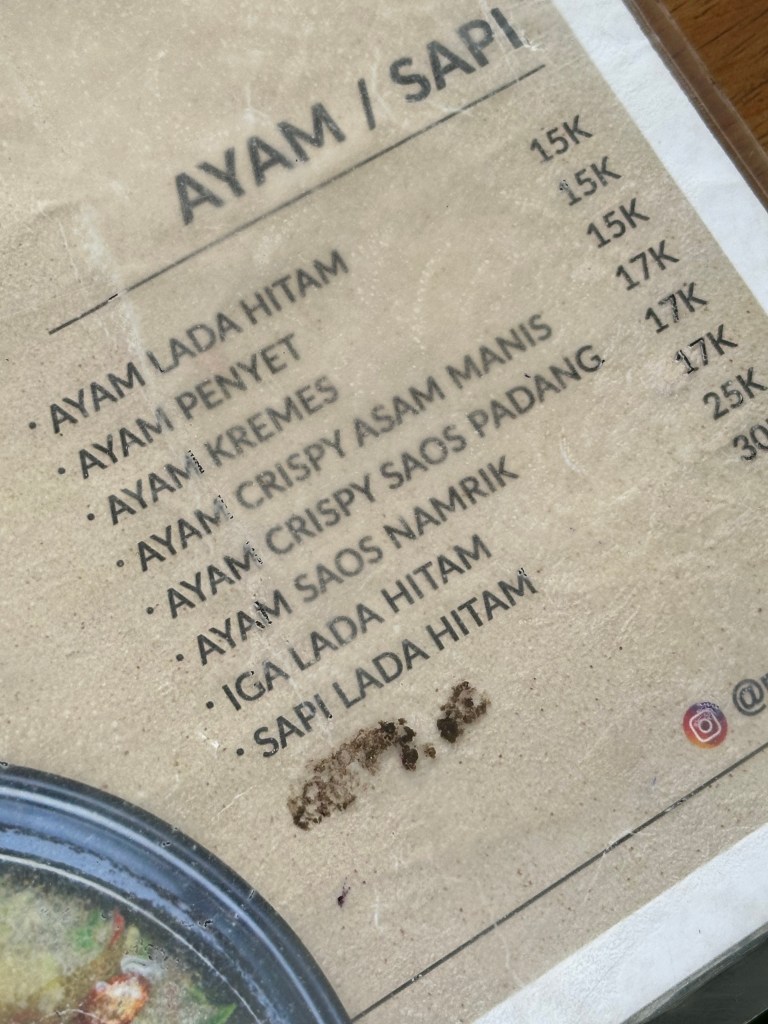 AYAM / SAPI
• AYAM LADA HITAM 15K
• AYAM PENYET 15K
• AYAM KREMES 15K
• AYAM CRISPY ASAM MANIS 17K
• AYAM CRISPY SAOS PADANG 17K
• AYAM SAOS NAMRIK 17K
• IGA LADA HITAM 25K
• SAPI LADA HITAM 30